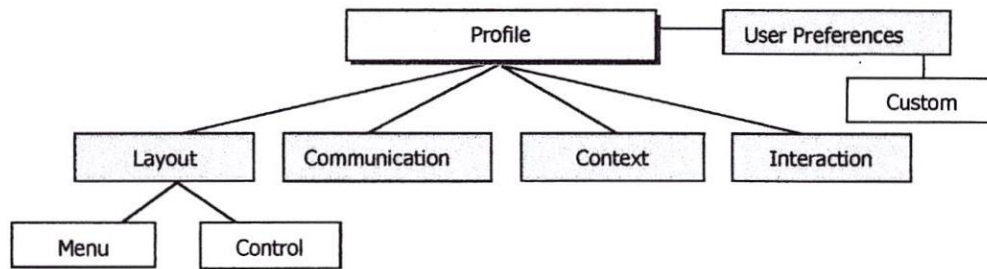 Profile
User Preferences
Custom
Layout
Communication
Context
Interaction
Menu
Control